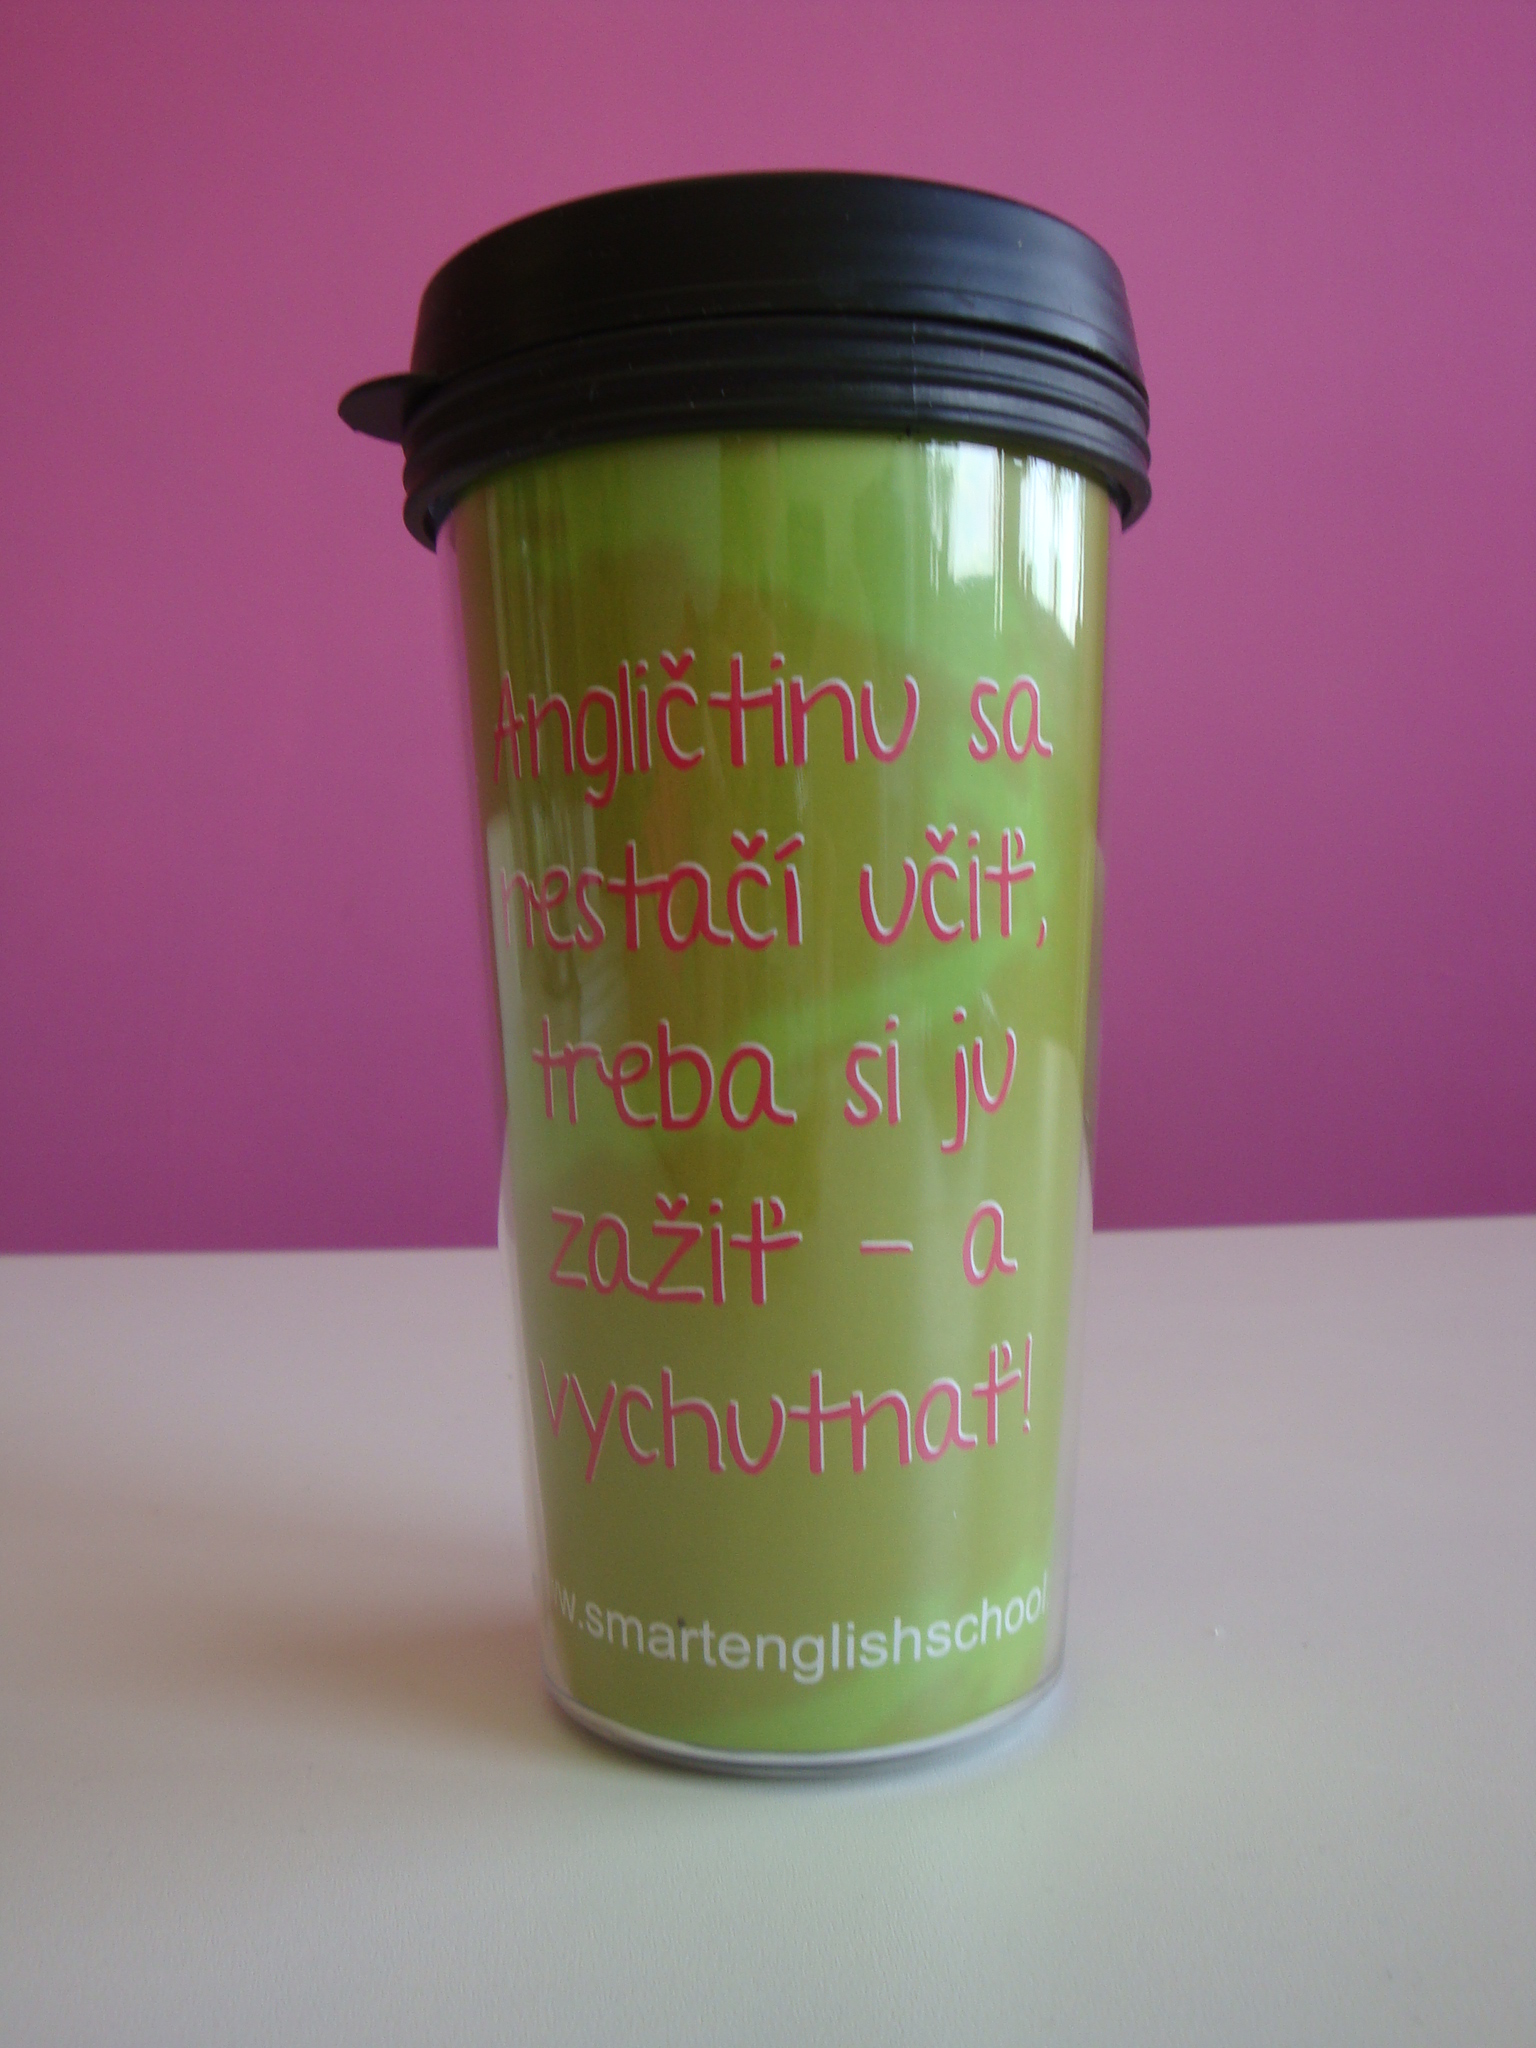 Angličtinu sa
nestačí učiť,
treba si ju
zažiť - a
vychutnať!
w.smartenglishschool